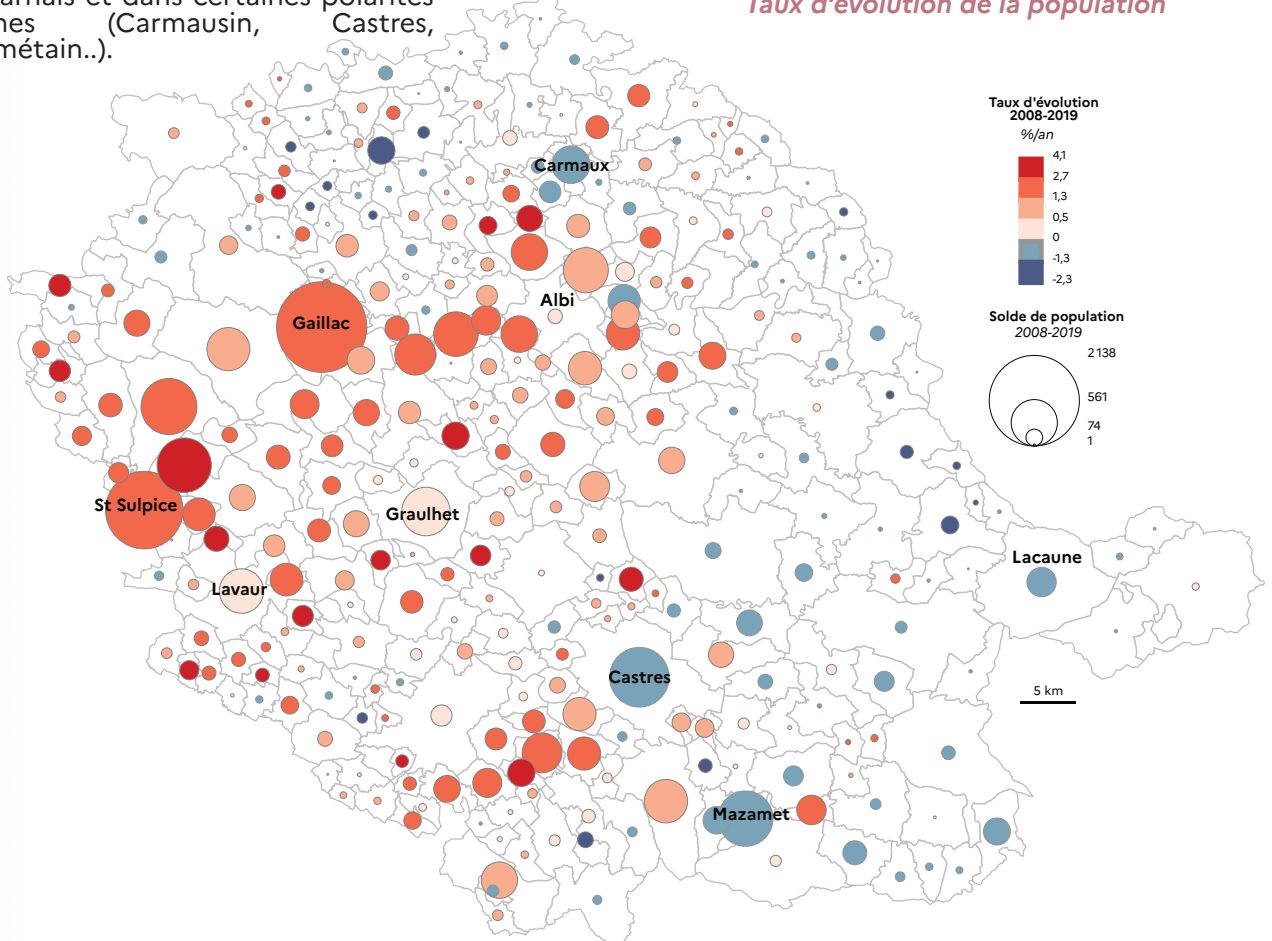 arnais et dans certaines polarités
nes (Carmausin, Castres,
métain..).
Taux d'évolution de la population
Taux d'évolution
2008-2019
%/an
4,1
2,7
1,3
0,5
0
-1,3
-2,3
Solde de population
2008-2019
2 138
561
74
1
Carmaux
Albi
Gaillac
St Sulpice
Graulhet
Lacaune
Lavaur
Castres
5 km
Mazamet